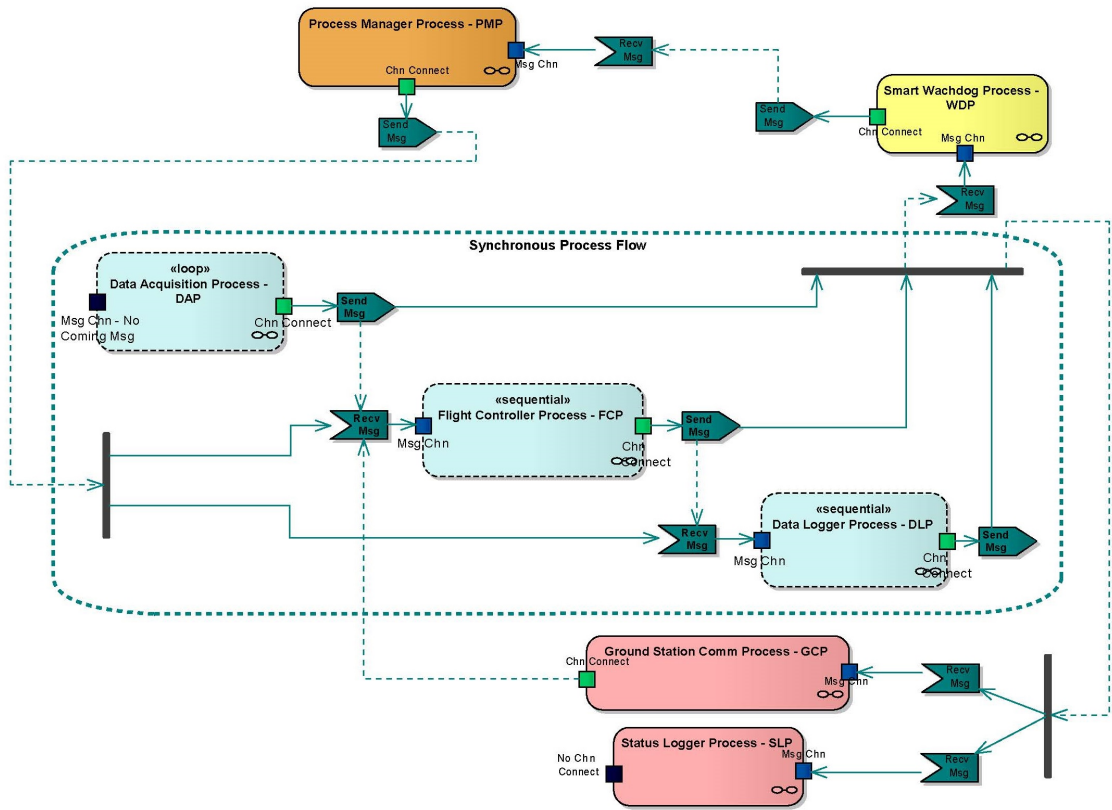 Process Manager Process - PMP
Msg Chn
Chn Connect
Recv
Msg
Send
Msg
Send
Msg
Smart Wachdog Process -
WDP
Chn Connect
Msg Chn
Recv
Msg
Synchronous Process Flow
«loop»
Data Acquisition Process -
DAP
Msg Chn - No
Coming Msg
Chn Connect
Send
Msg
Recv
Msg
Msg Chn
«sequential»
Flight Controller Process - FCP
Chn
Connect
Send
Msg
Recv
Msg
Msg Chn
«sequential»
Data Logger Process - DLP
Chn
Connect
Send
Msg
Ground Station Comm Process - GCP
Chn Connect
Msg Chn
Recv
Msg
Status Logger Process - SLP
No Chn
Connect
Msg Chn
Recv
Msg